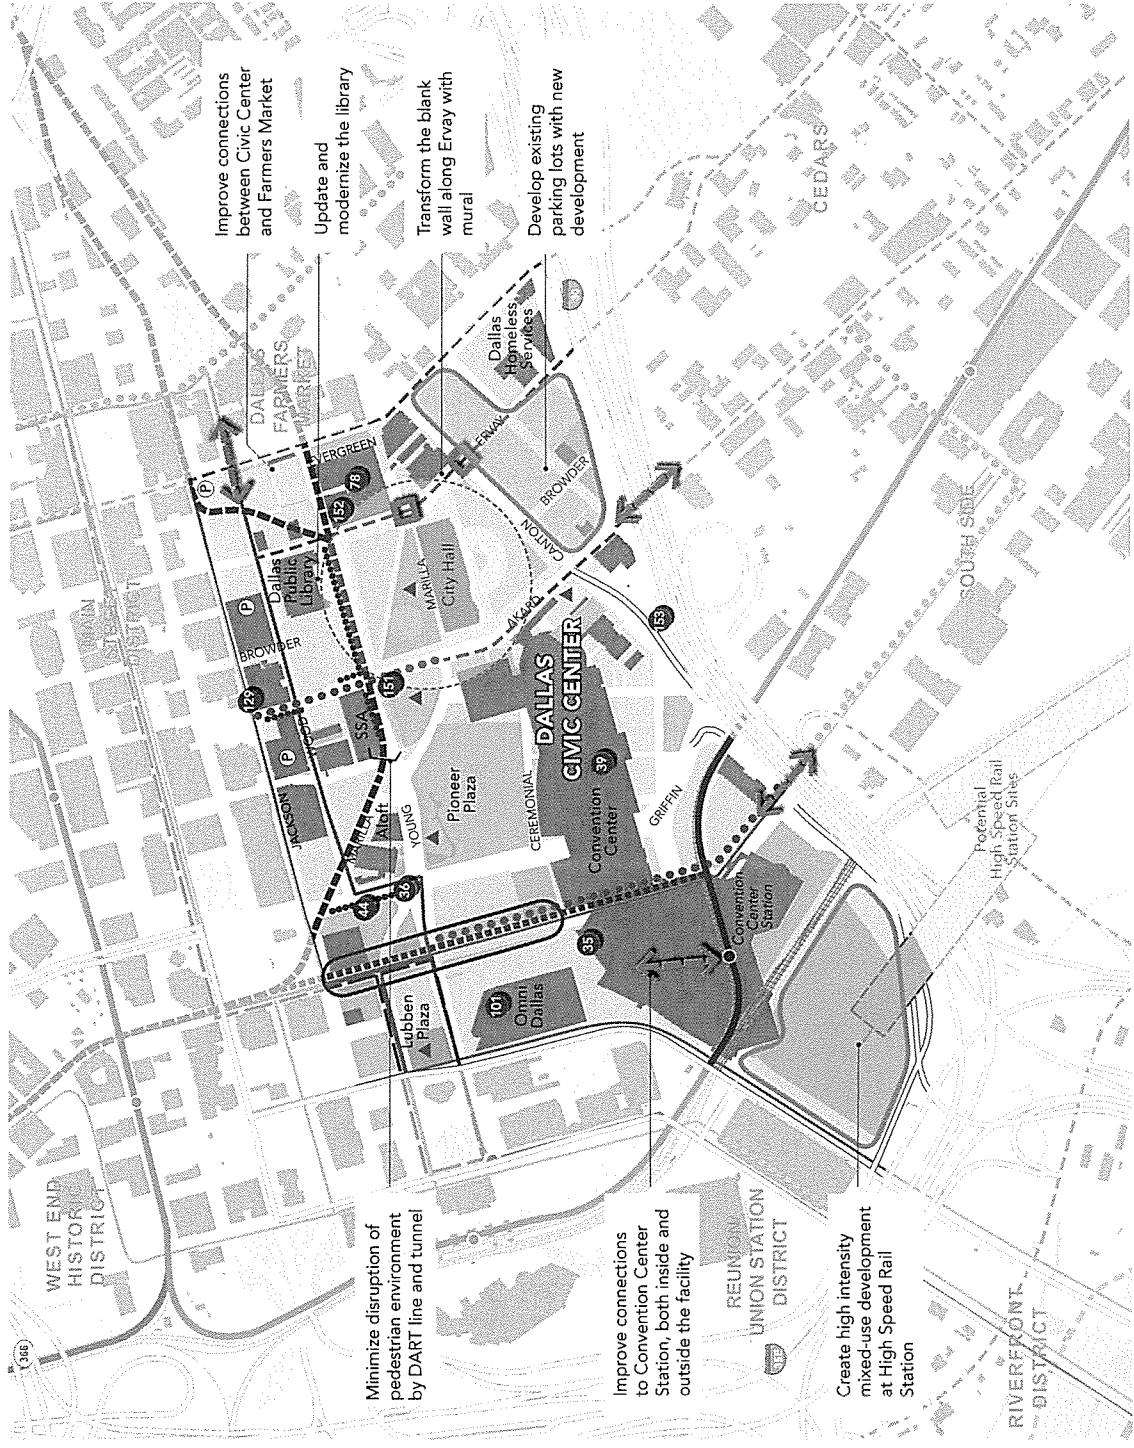 366
WEST END
HISTORIC
DISTRICT
MAIN
STREET
DISTRICT
Improve connections
between Civic Center
and Farmers Market
Update and
modernize the library
Transform the blank
wall along Ervay with
mural
Develop existing
parking lots with new
development
Minimize disruption of
pedestrian environment
by DART line and tunnel
Improve connections
to Convention Center
Station, both inside and
outside the facility
Create high intensity
mixed-use development
at High Speed Rail
Station
DALLAS
FARMERS
MARKET
P
P
P
JACKSON
WOOD
BROWDER
129
Dallas
Public
Library
EVERGREEN
152
78
MARILLA
Aloft
YOUNG
SSA
151
44
36
Lubben
Plaza
MARILLA
City Hall
Pioneer
Plaza
CEREMONIAL
AKARD
CANTON
ERVAY
BROWDER
Dallas
Homeless
Services
101
Omni
Dallas
35
DALLAS
CIVIC CENTER
Convention
Center
39
GRIFFIN
153
Convention
Center
Station
REUNION
UNION STATION
DISTRICT
CEDARS
SOUTH SIDE
Potential
High Speed Rail
Station Sites
RIVERFRONT
DISTRICT